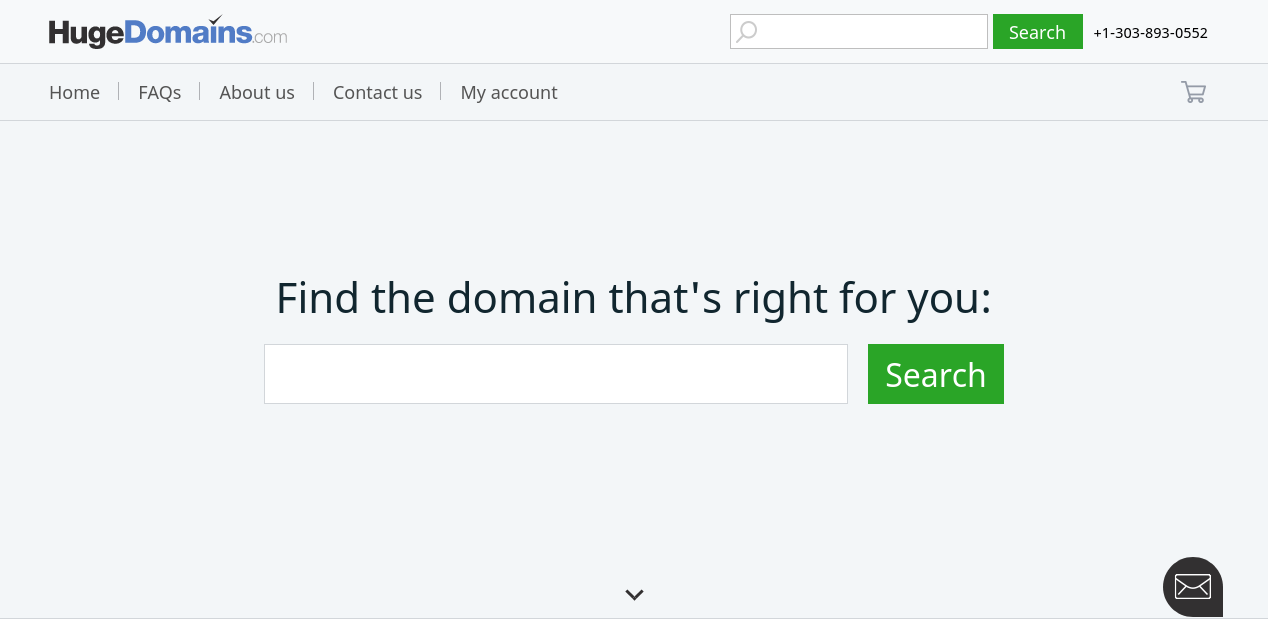 HugeDomains.com
Search
+1-303-893-0552
Home
FAQs
About us
Contact us
My account
Find the domain that's right for you:
Search